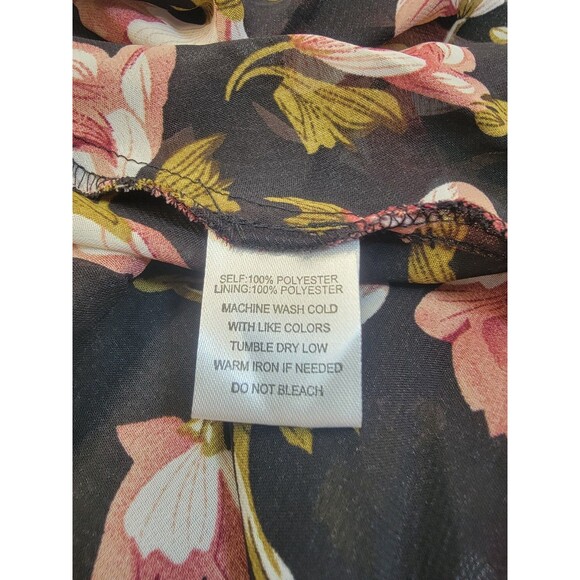 SELF:100% POLYESTER
LINING:100% POLYESTER
MACHINE WASH COLD
WITH LIKE COLORS
TUMBLE DRY LOW
WARM IRON IF NEEDED
DO NOT BLEACH